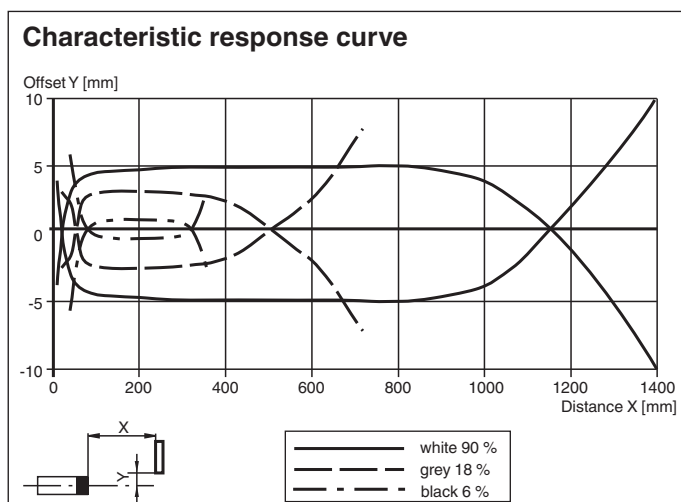 Characteristic response curve
Offset Y [mm]
10
5
0
-5
-10
0 200 400 600 800 1000 1200 1400
Distance X [mm]
X
Y
white 90 %
grey 18 %
black 6 %